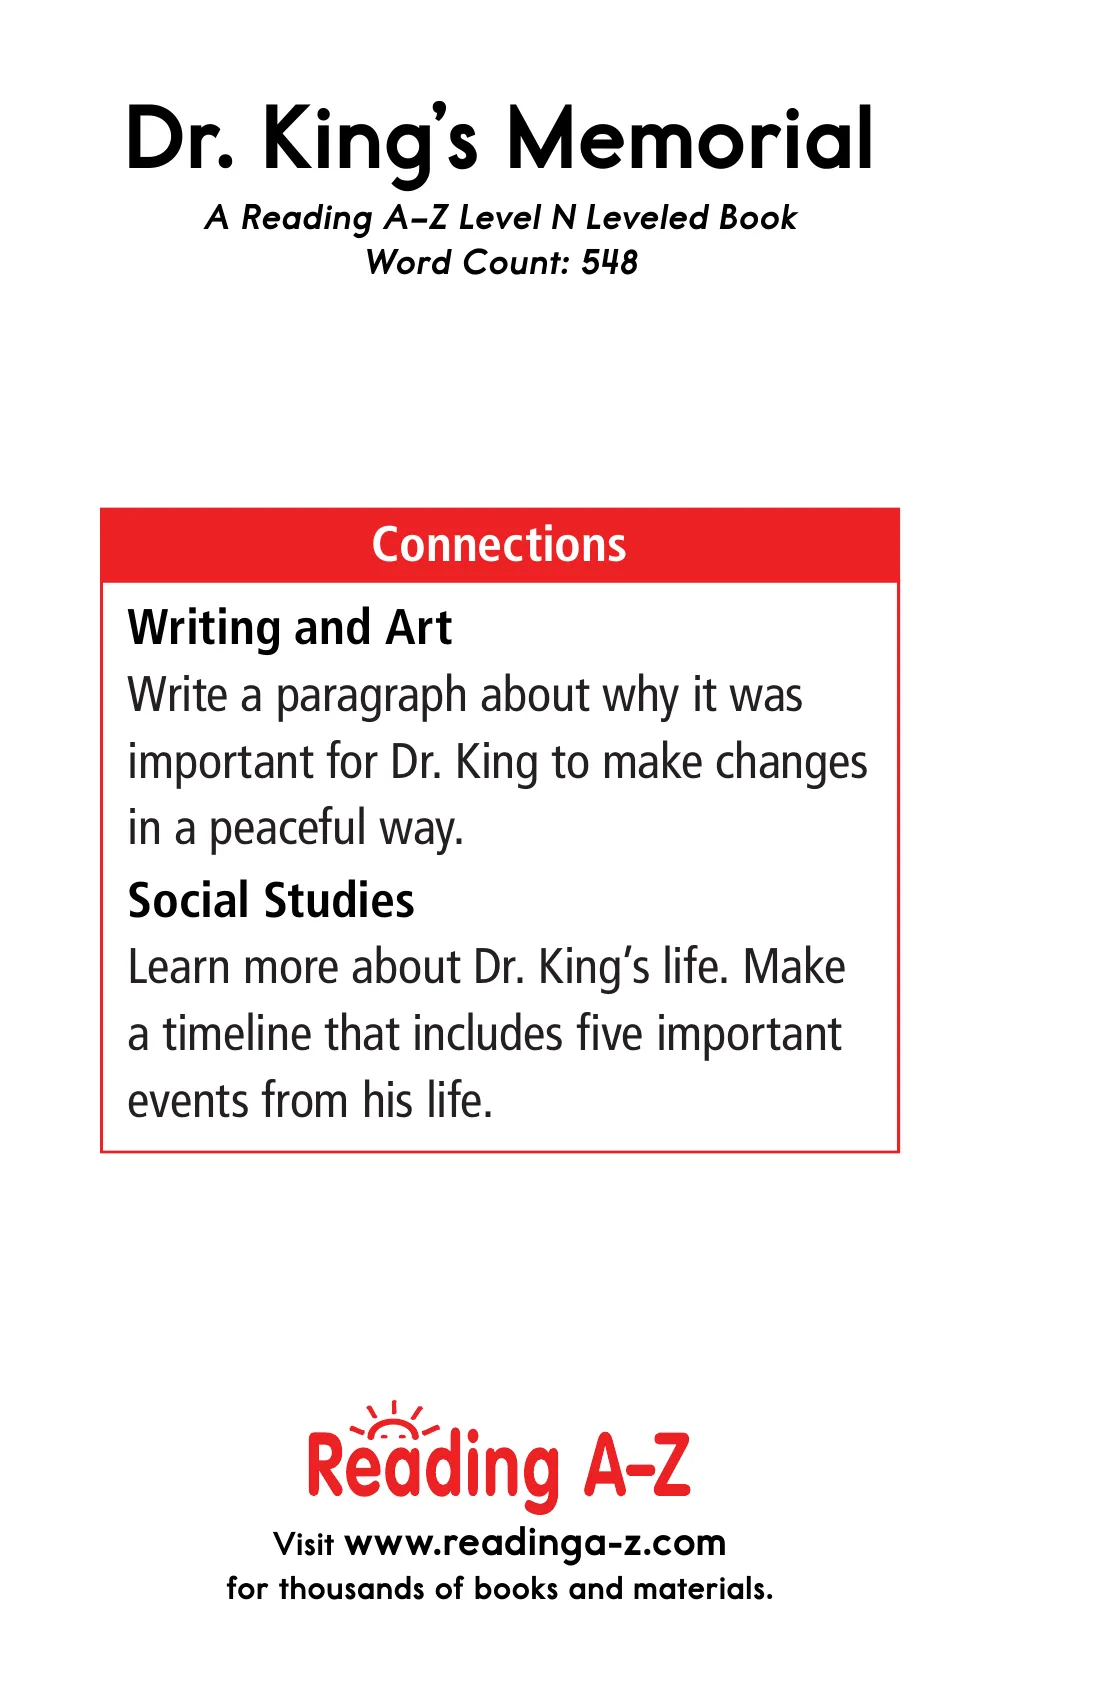 Dr. King’s Memorial
A Reading A–Z Level N Leveled Book
Word Count: 548
Connections
Writing and Art
Write a paragraph about why it was
important for Dr. King to make changes
in a peaceful way.
Social Studies
Learn more about Dr. King’s life. Make
a timeline that includes five important
events from his life.
Reading A–Z
Visit www.readinga-z.com
for thousands of books and materials.